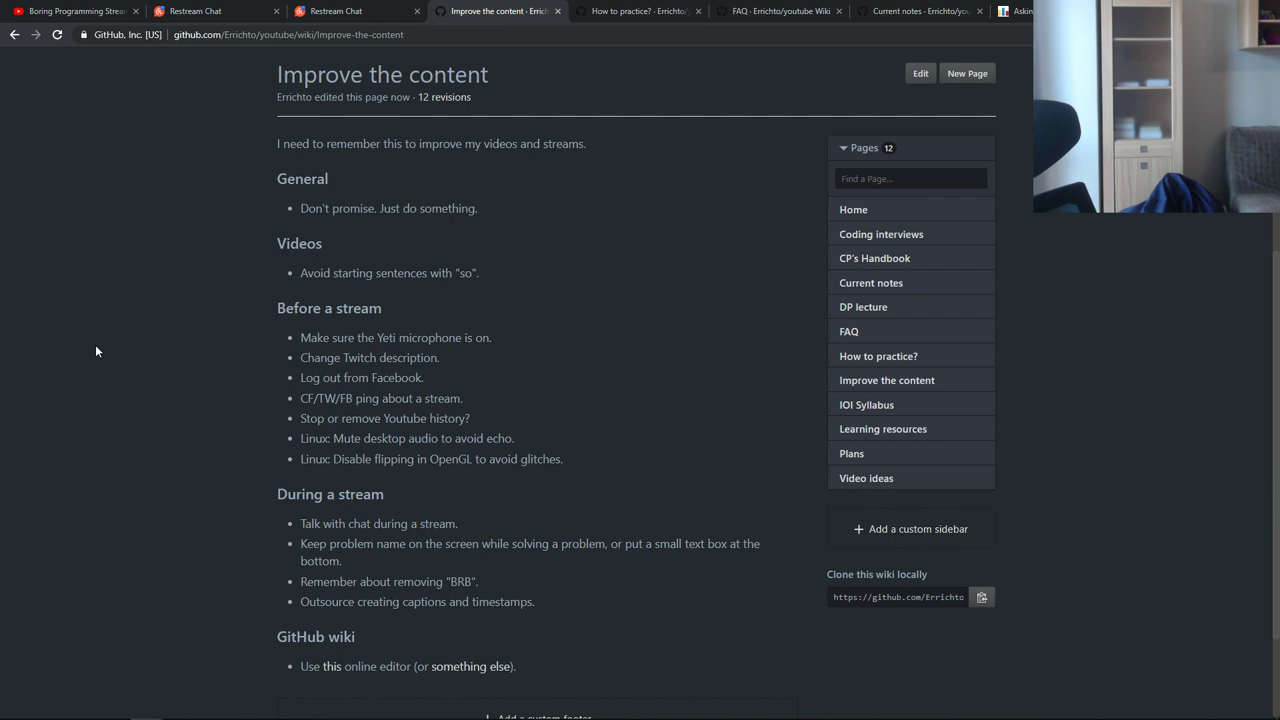 Boring Programming Stream
Restream Chat
Restream Chat
Improve the content · Errich
How to practice? · Errichto/y
FAQ · Errichto/youtube Wiki
Current notes · Errichto/you
Askin
GitHub, Inc. [US]
github.com/Errichto/youtube/wiki/Improve-the-content
Improve the content
Edit
New Page
Errichto edited this page now · 12 revisions
I need to remember this to improve my videos and streams.
General
• Don't promise. Just do something.
Videos
• Avoid starting sentences with "so".
Before a stream
• Make sure the Yeti microphone is on.
• Change Twitch description.
• Log out from Facebook.
• CF/TW/FB ping about a stream.
• Stop or remove Youtube history?
• Linux: Mute desktop audio to avoid echo.
• Linux: Disable flipping in OpenGL to avoid glitches.
During a stream
• Talk with chat during a stream.
• Keep problem name on the screen while solving a problem, or put a small text box at the
bottom.
• Remember about removing "BRB".
• Outsource creating captions and timestamps.
GitHub wiki
• Use this online editor (or something else).
Add a custom footer
Pages 12
Find a Page...
Home
Coding interviews
CP's Handbook
Current notes
DP lecture
FAQ
How to practice?
Improve the content
IOI Syllabus
Learning resources
Plans
Video ideas
Add a custom sidebar
Clone this wiki locally
https://github.com/Errichto